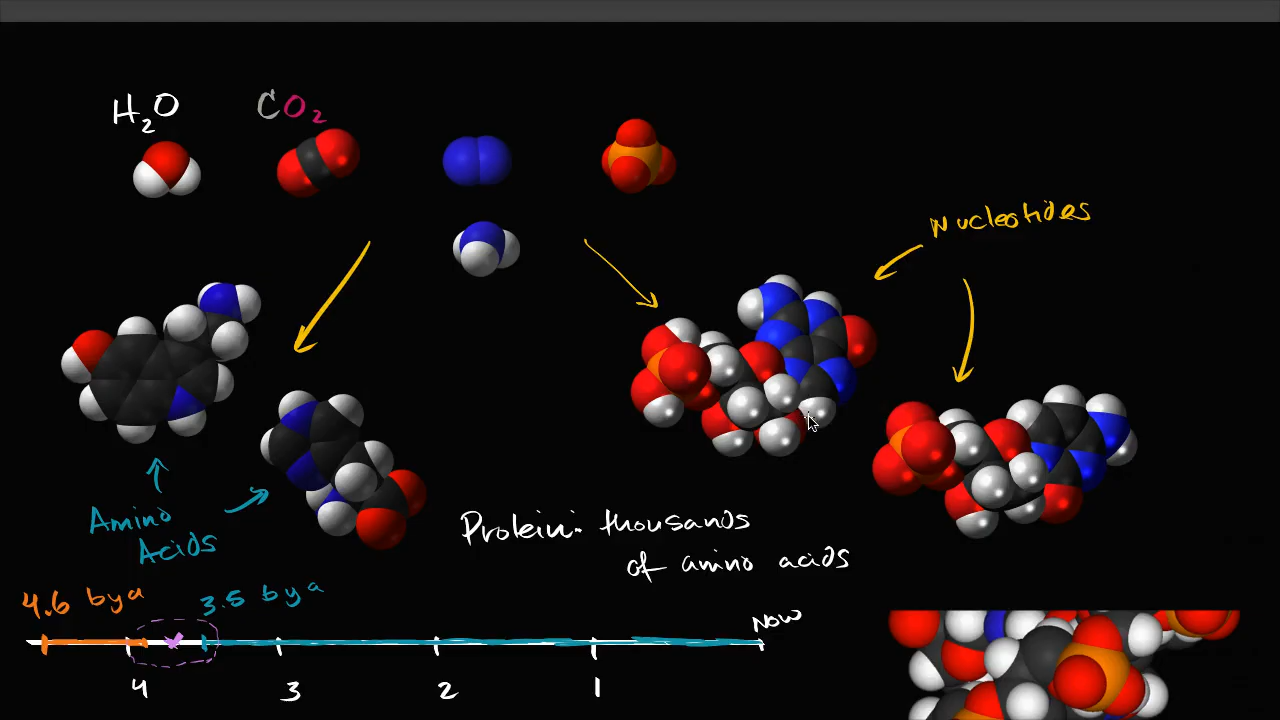 H2O
CO2
Nucleotides
Amino
Acids
Protein: thousands
of amino acids
4.6 bya
3.5 bya
Now
4
3
2
1